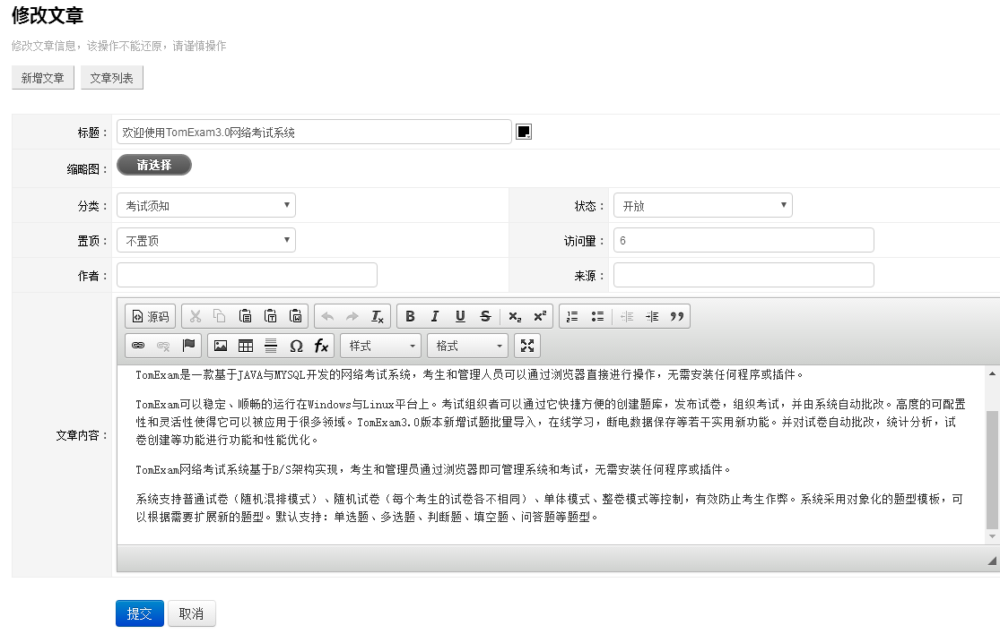 修改文章
修改文章信息，该操作不能还原，请谨慎操作
新增文章 文章列表
标题： 欢迎使用TomExam3.0网络考试系统
缩略图： 请选择
分类： 考试须知 状态： 开放
置顶： 不置顶 访问量： 6
作者： 来源：
源码 B I U S
样式 格式
TomExam是一款基于JAVA与MYSQL开发的网络考试系统，考生和管理人员可以通过浏览器直接进行操作，无需安装任何程序或插件。
TomExam可以稳定、顺畅的运行在Windows与Linux平台上。考试组织者可以通过它快捷方便的创建题库，发布试卷，组织考试，并由系统自动批改。高度的可配置
性和灵活性使得它可以被应用于很多领域。TomExam3.0版本新增试题批量导入，在线学习，断电数据保存等若干实用新功能。并对试卷自动批改，统计分析，试
文章内容： 卷创建等功能进行功能和性能优化。
TomExam网络考试系统基于B/S架构实现，考生和管理员通过浏览器即可管理系统和考试，无需安装任何程序或插件。
系统支持普通试卷（随机混排模式）、随机试卷（每个考生的试卷各不相同）、单体模式、整卷模式等控制，有效防止考生作弊。系统采用对象化的题型模板，可
以根据需要扩展新的题型。默认支持：单选题、多选题、判断题、填空题、问答题等题型。
提交 取消